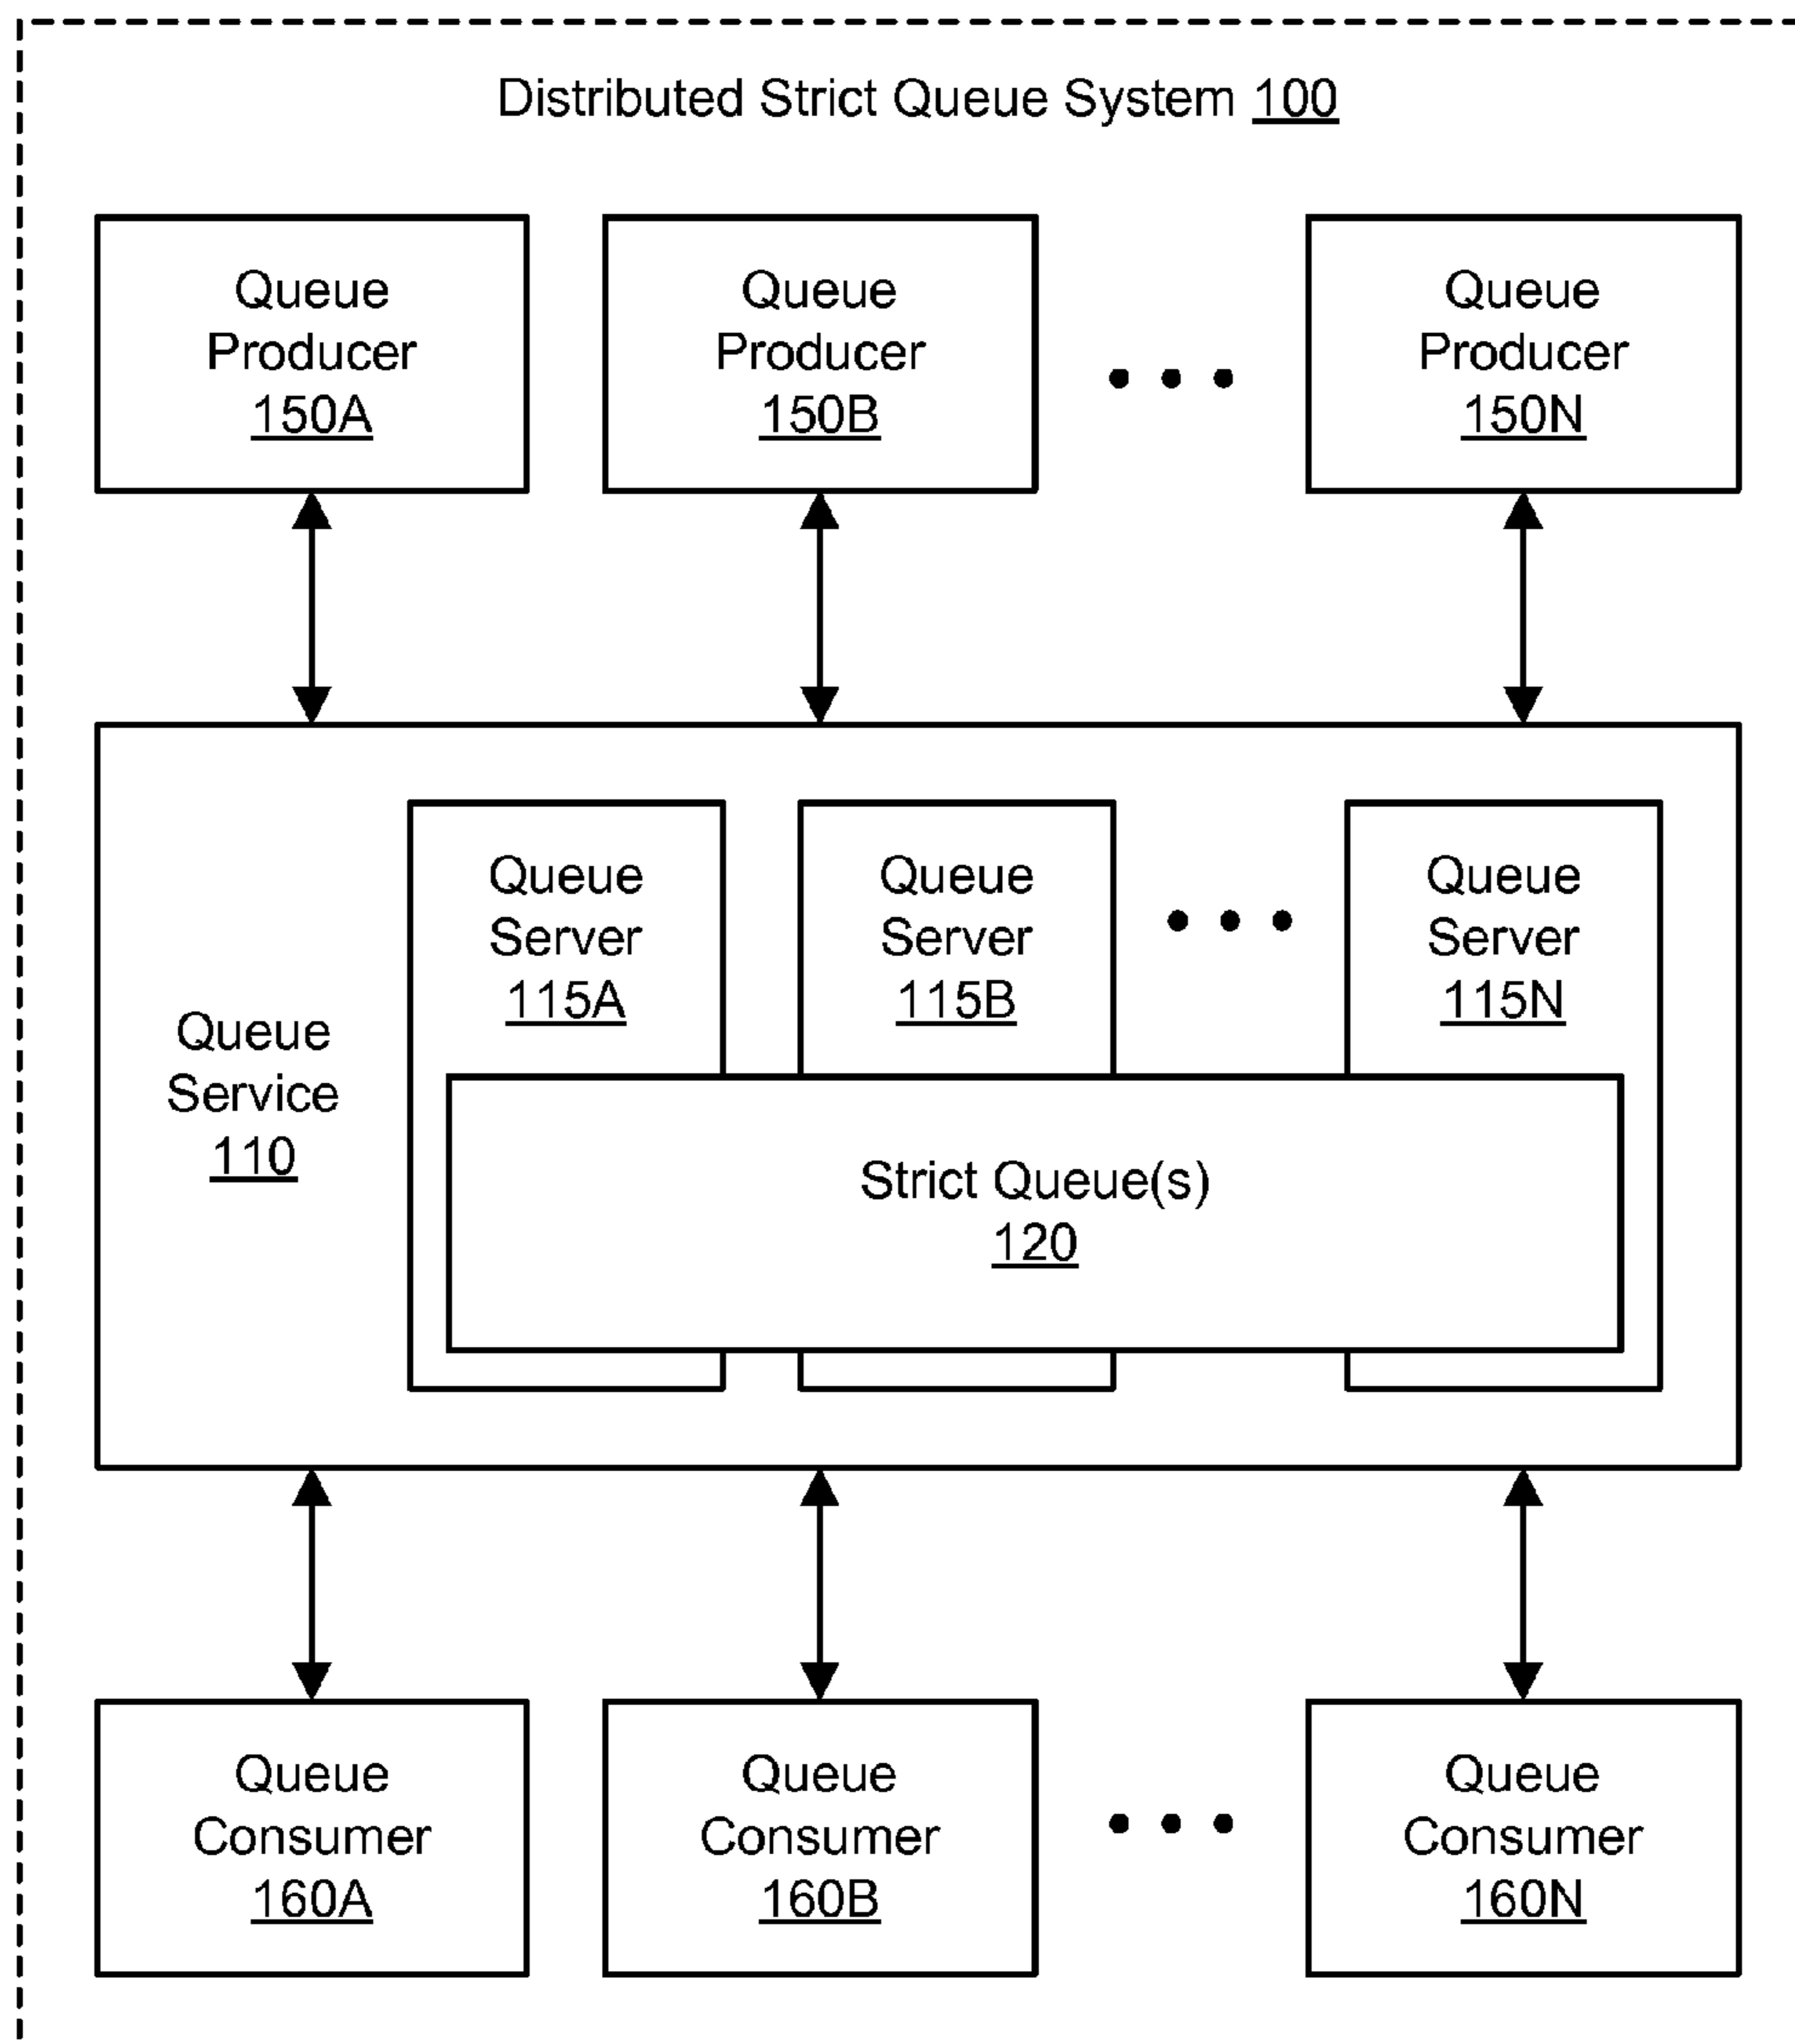 Distributed Strict Queue System 100
Queue
Producer
150A
Queue
Producer
150B
Queue
Producer
150N
Queue
Service
110
Queue
Server
115A
Queue
Server
115B
Queue
Server
115N
Strict Queue(s)
120
Queue
Consumer
160A
Queue
Consumer
160B
Queue
Consumer
160N